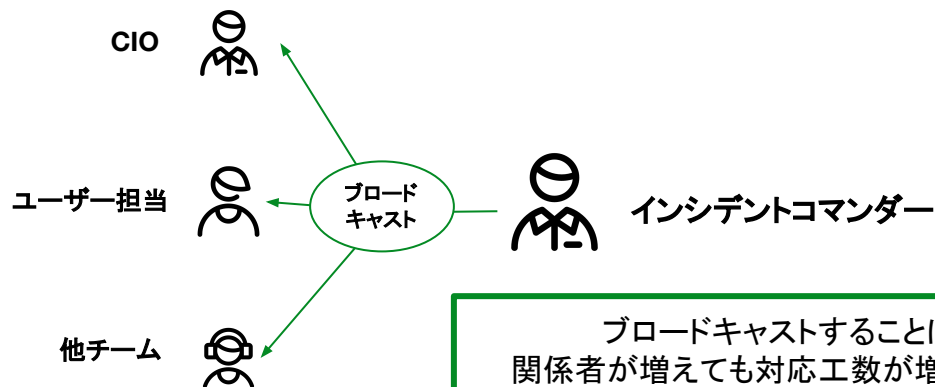 CIO
ユーザー担当
ブロード
キャスト
インシデントコマンダー
他チーム
ブロードキャストすること
関係者が増えても対応工数が増